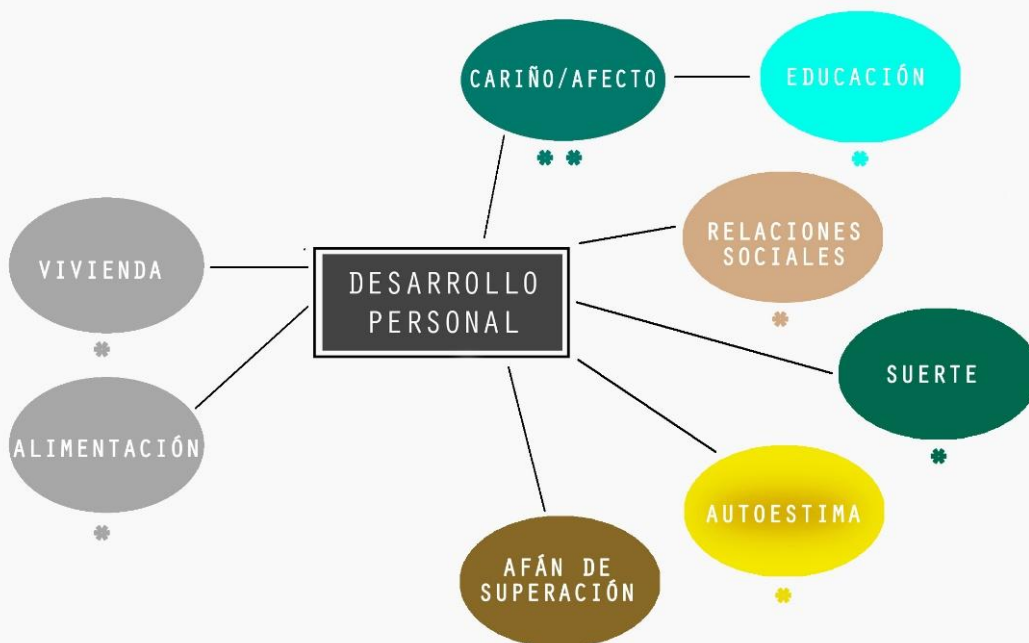 CARIÑO/AFECTO
EDUCACIÓN
RELACIONES
SOCIALES
VIVIENDA
DESARROLLO
PERSONAL
SUERTE
ALIMENTACIÓN
AUTOESTIMA
AFÁN DE
SUPERACIÓN